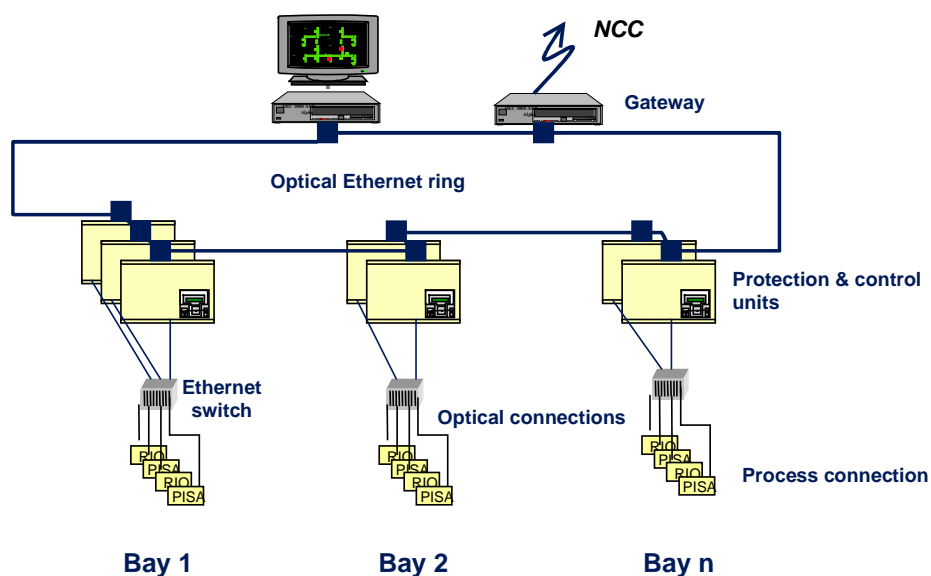 NCC
Gateway
Optical Ethernet ring
Protection & control
units
Ethernet
switch
Optical connections
Process connection
RIO
PISA
RIO
PISA
RIO
PISA
RIO
PISA
RIO
PISA
RIO
PISA
Bay 1
Bay 2
Bay n